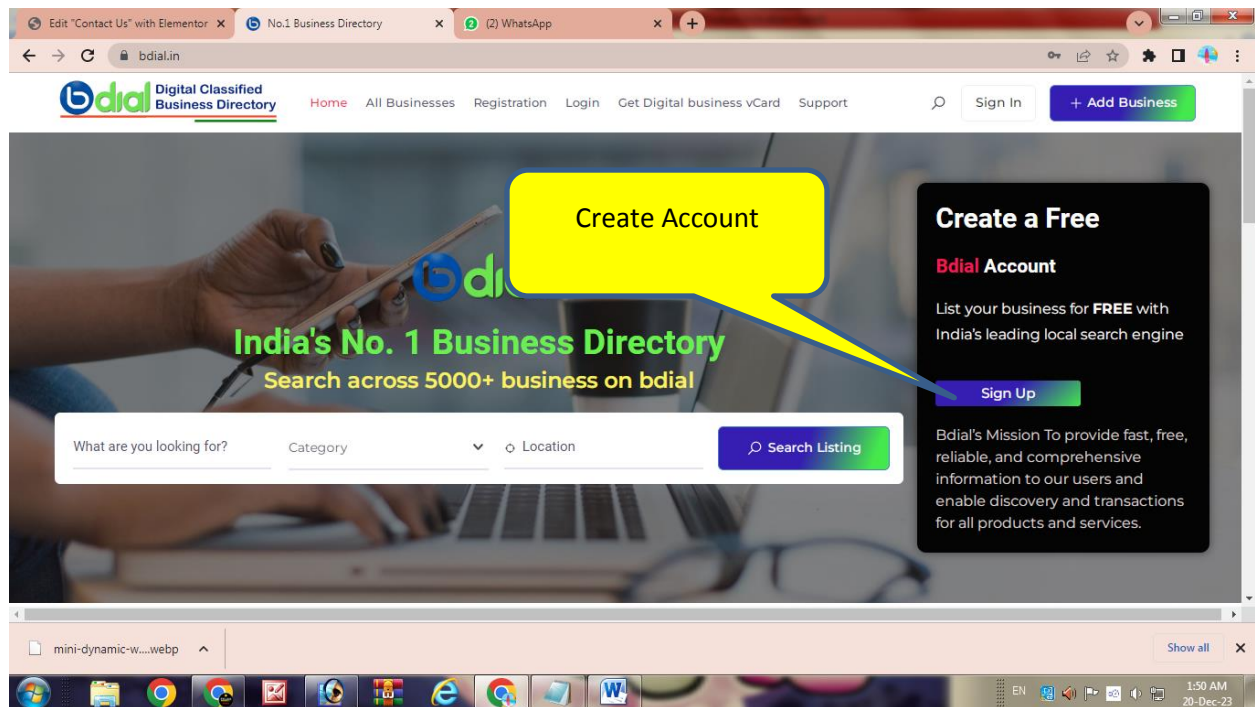 Edit "Contact Us" with Elementor
No.1 Business Directory
(2) WhatsApp
bdial.in
bdial Digital Classified
Business Directory
Home All Businesses Registration Login Get Digital business vCard Support
Sign In
+ Add Business
Create Account
Create a Free
Bdial Account
List your business for FREE with
India's leading local search engine
Sign Up
Bdial's Mission To provide fast, free,
reliable, and comprehensive
information to our users and
enable discovery and transactions
for all products and services.
India's No. 1 Business Directory
Search across 5000+ business on bdial
What are you looking for?
Category
Location
Search Listing
mini-dynamic-w....webp
Show all
EN
1:50 AM
20-Dec-23